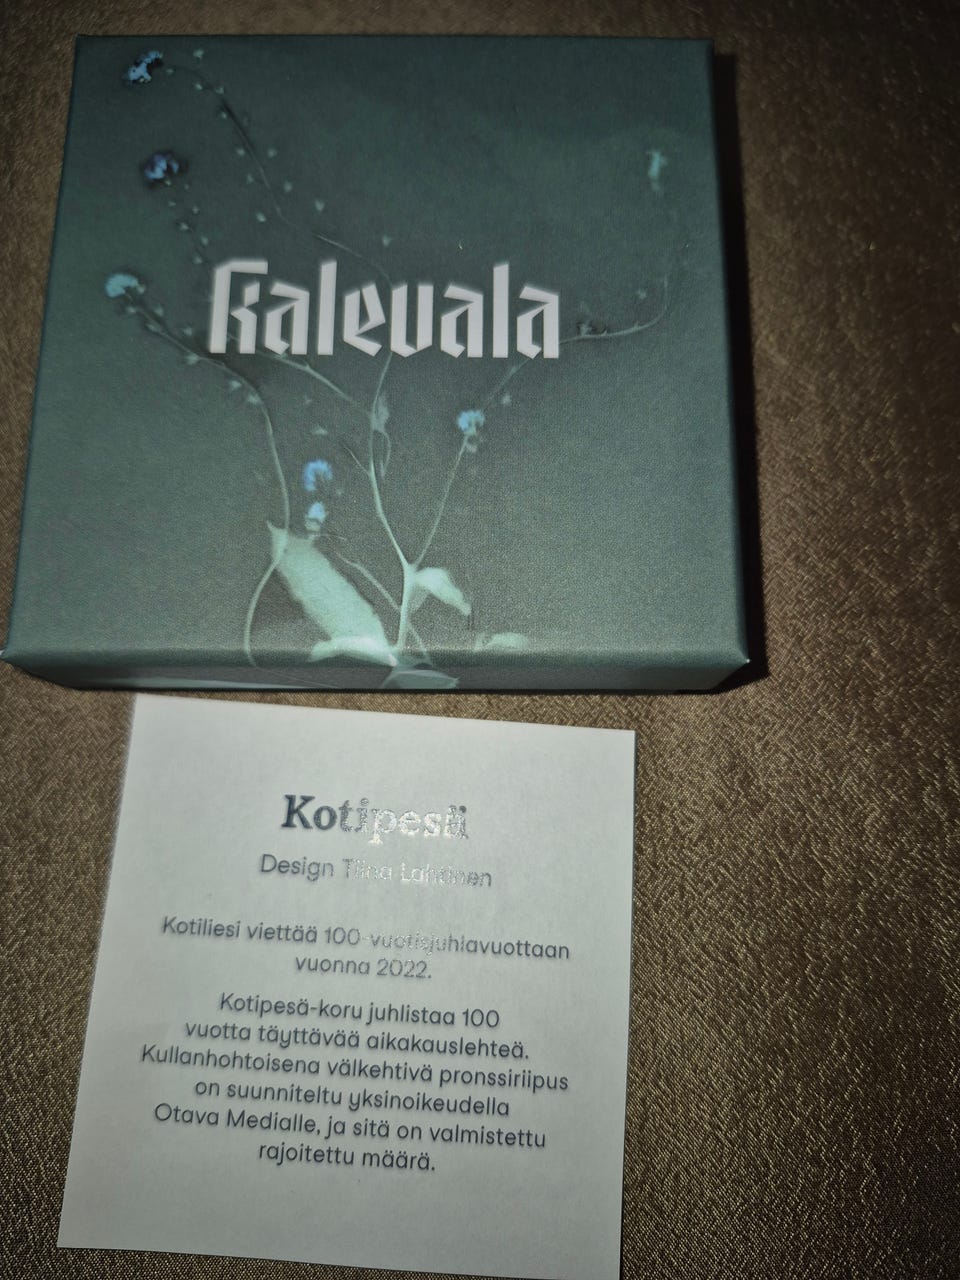 Kalevala
Kotipesä
Design Tiina Lahtinen
Kotiliesi viettää 100-vuotisjuhlavuottaan
vuonna 2022.
Kotipesä-koru juhlistaa 100
vuotta täyttävää aikakauslehteä.
Kullanhohtoisena välkehtivä pronssiriipus
on suunniteltu yksinoikeudella
Otava Medialle, ja sitä on valmistettu
rajoitettu määrä.